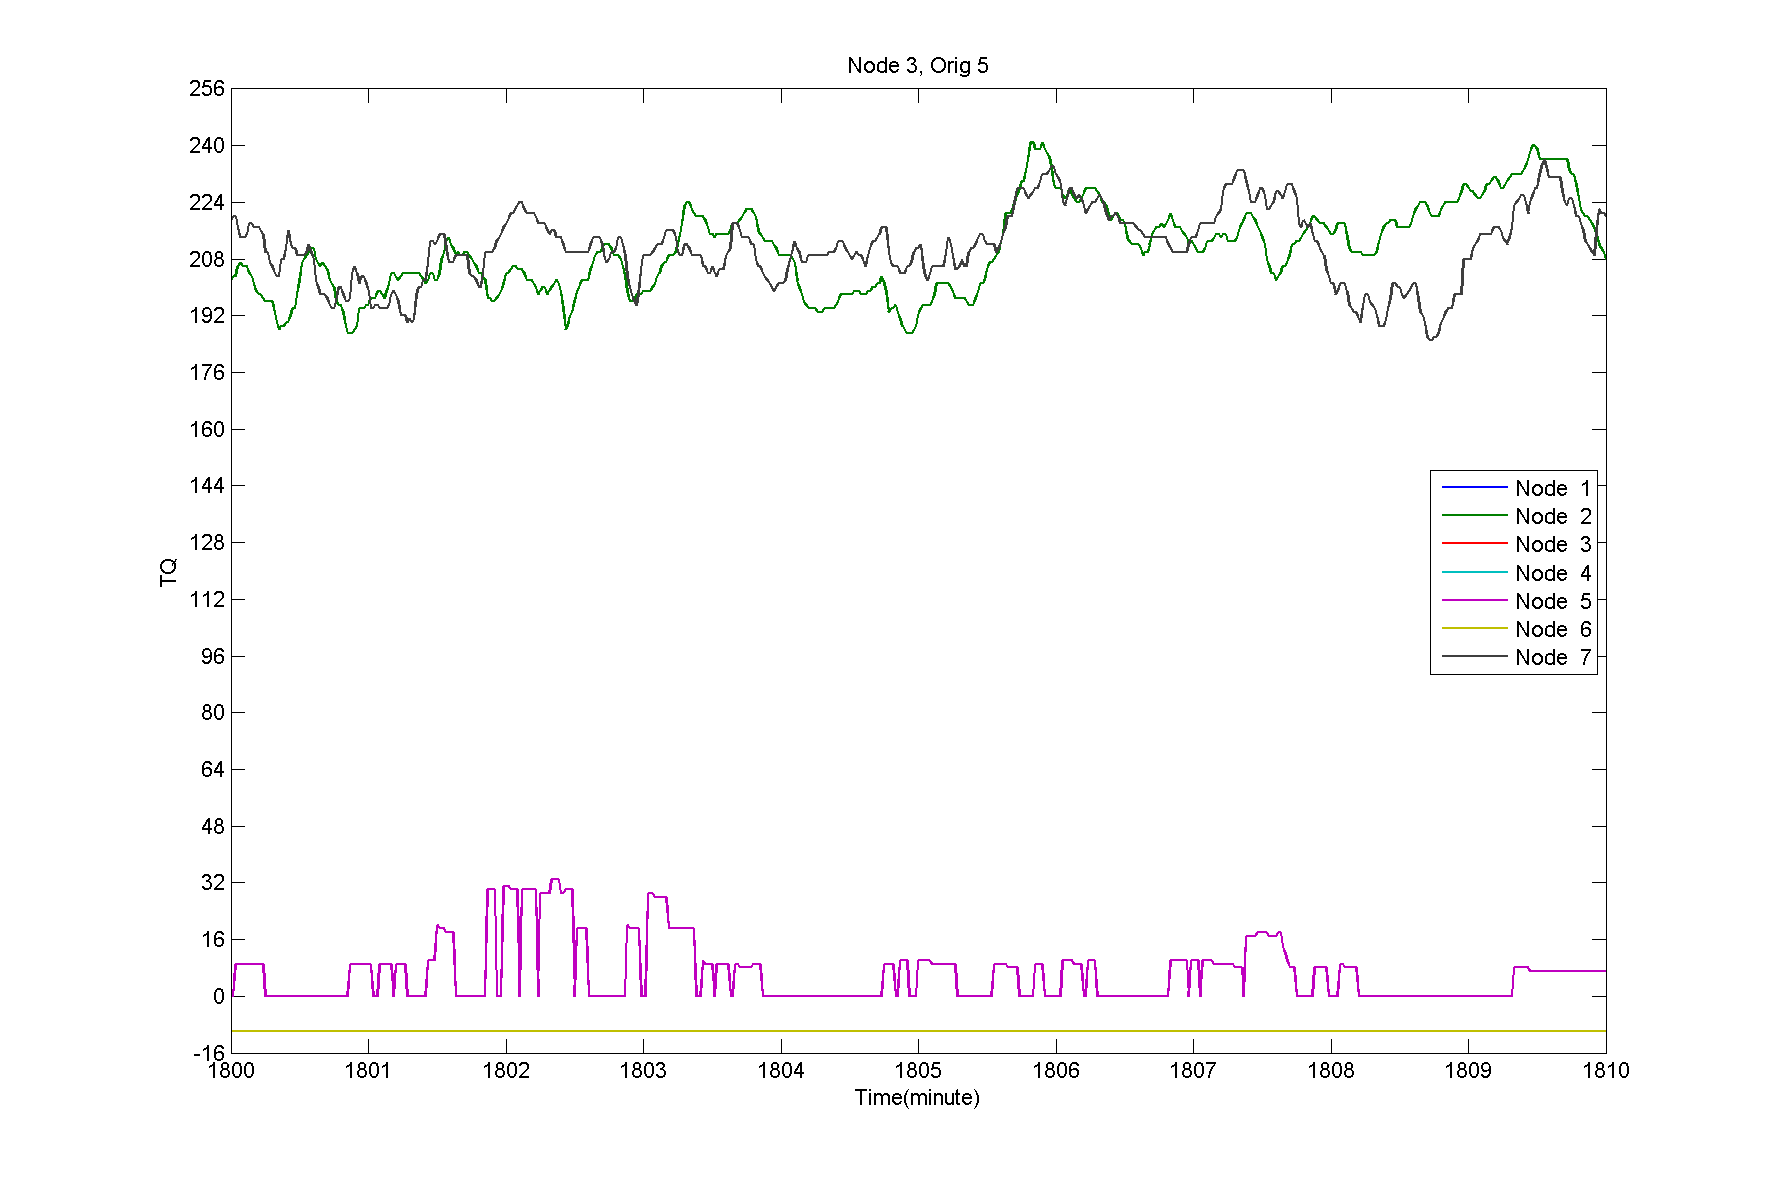 Node 3, Orig 5
256
240
224
208
192
176
160
144
128
112
96
80
64
48
32
16
0
-16
TQ
Node 1
Node 2
Node 3
Node 4
Node 5
Node 6
Node 7
1800 1801 1802 1803 1804 1805 1806 1807 1808 1809 1810
Time(minute)